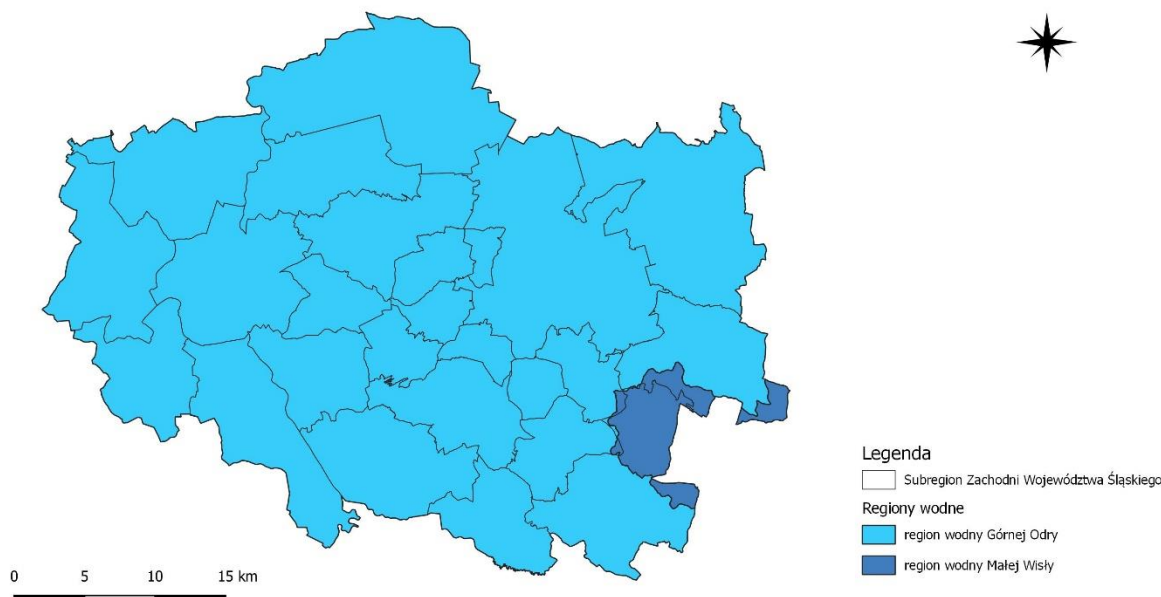 Legenda
Subregion Zachodni Województwa Śląskiego
Regiony wodne
region wodny Górnej Odry
region wodny Małej Wisły
0 5 10 15 km